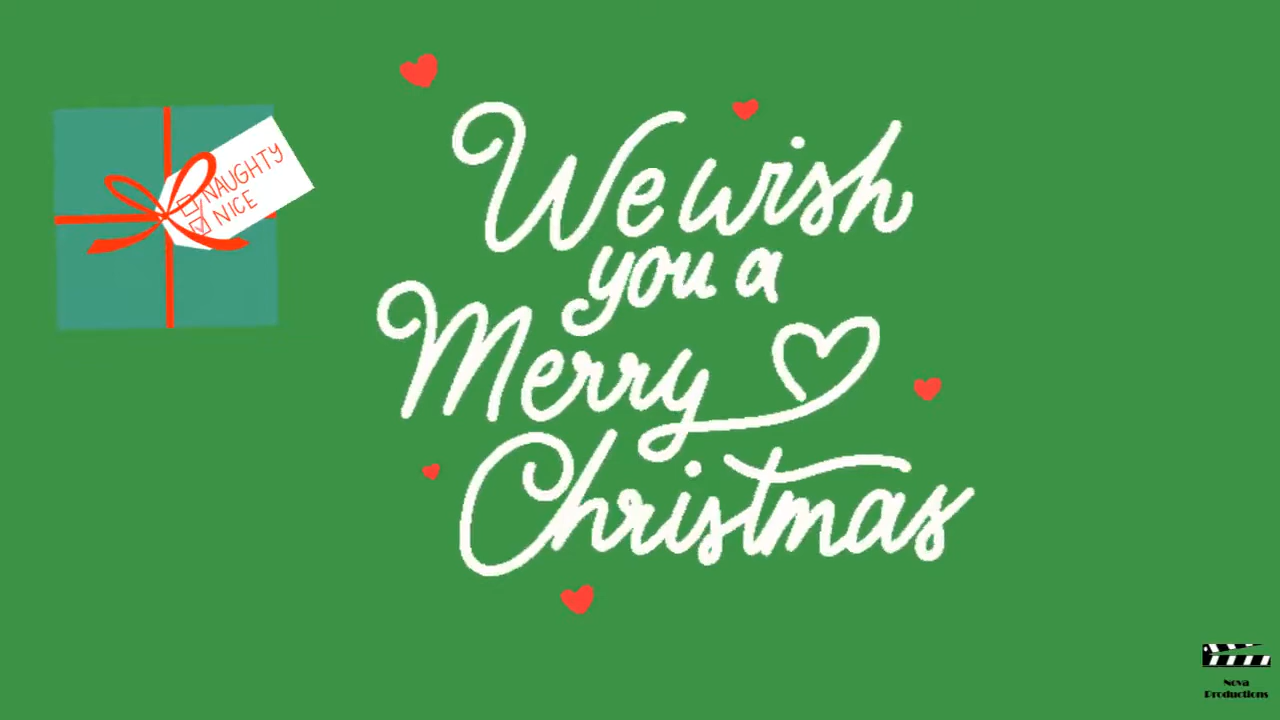 NAUGHTY
NICE
We wish
you a
Merry
Christmas
Nova
Productions